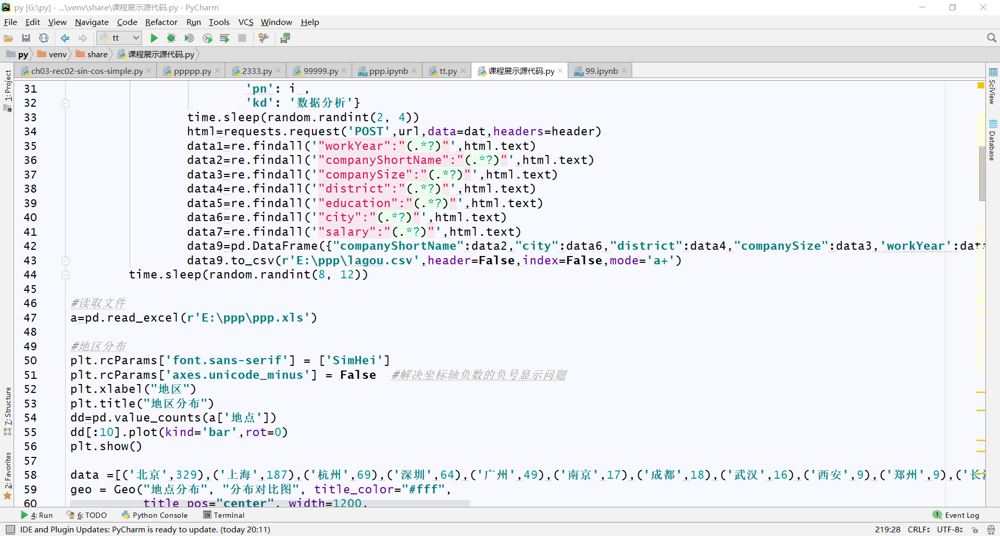 py [G:\py] - ...\venv\share\课程展示源代码.py - PyCharm
File Edit View Navigate Code Refactor Run Tools VCS Window Help
tt
py venv share 课程展示源代码.py
ch03-rec02-sin-cos-simple.py ppppp.py 2333.py 99999.py ppp.ipynb tt.py 课程展示源代码.py 99.ipynb
1: Project
7: Structure
2: Favorites
SciView
Database
31 'pn': i ,
32 'kd': '数据分析'}
33 time.sleep(random.randint(2, 4))
34 html=requests.request('POST',url,data=dat,headers=header)
35 data1=re.findall('"workYear":"(.*?)"',html.text)
36 data2=re.findall('"companyShortName":"(.*?)"',html.text)
37 data3=re.findall('"companySize":"(.*?)"',html.text)
38 data4=re.findall('"district":"(.*?)"',html.text)
39 data5=re.findall('"education":"(.*?)"',html.text)
40 data6=re.findall('"city":"(.*?)"',html.text)
41 data7=re.findall('"salary":"(.*?)"',html.text)
42 data9=pd.DataFrame({"companyShortName":data2,"city":data6,"district":data4,"companySize":data3,'workYear':dat
43 data9.to_csv(r'E:\ppp\lagou.csv',header=False,index=False,mode='a+')
44 time.sleep(random.randint(8, 12))
45
46 #读取文件
47 a=pd.read_excel(r'E:\ppp\ppp.xls')
48
49 #地区分布
50 plt.rcParams['font.sans-serif'] = ['SimHei']
51 plt.rcParams['axes.unicode_minus'] = False #解决坐标轴负数的负号显示问题
52 plt.xlabel("地区")
53 plt.title("地区分布")
54 dd=pd.value_counts(a['地点'])
55 dd[:10].plot(kind='bar',rot=0)
56 plt.show()
57
58 data =[('北京',329),('上海',187),('杭州',69),('深圳',64),('广州',49),('南京',17),('成都',18),('武汉',16),('西安',9),('郑州',9),('长
59 geo = Geo("地点分布", "分布对比图", title_color="#fff",
60 title_pos="center", width=1200,
4: Run 6: TODO Python Console Terminal 1 Event Log
IDE and Plugin Updates: PyCharm is ready to update. (today 20:11) 219:28 CRLF UTF-8